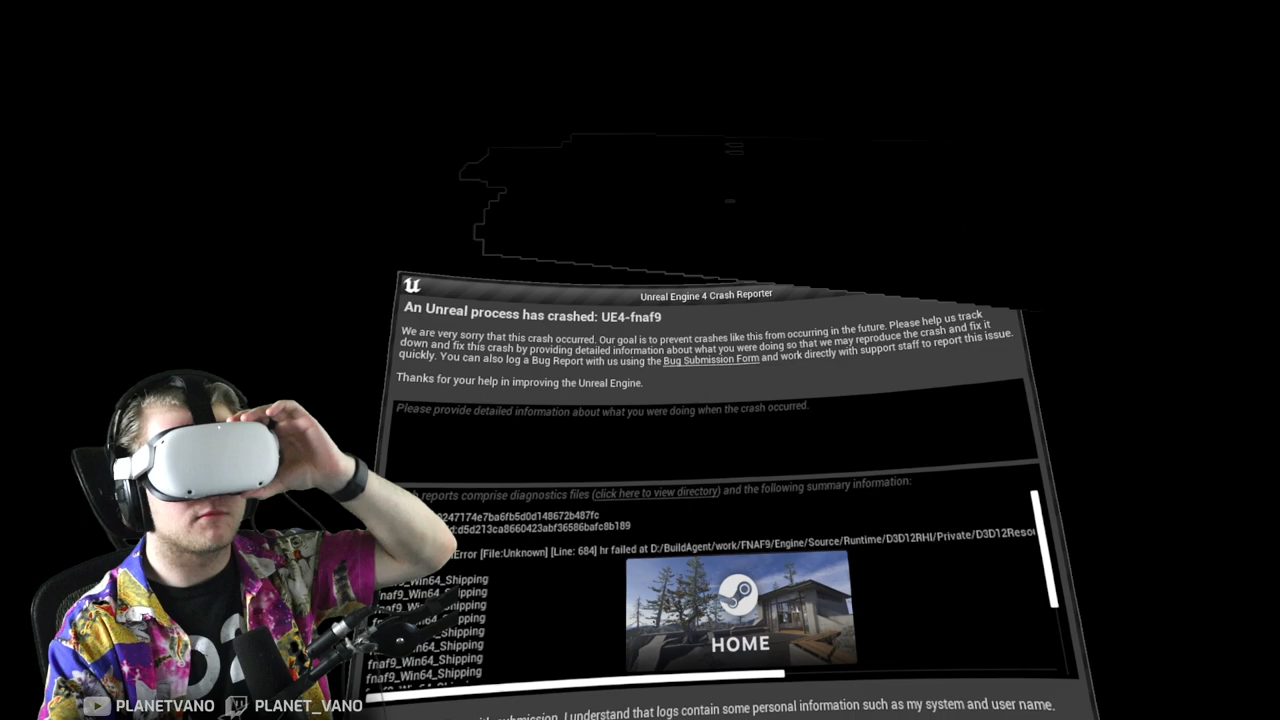 Unreal Engine 4 Crash Reporter
An Unreal process has crashed: UE4-fnaf9
We are very sorry that this crash occurred. Our goal is to prevent crashes like this from occurring in the future. Please help us track
down and fix this crash by providing detailed information about what you were doing so that we may reproduce the crash and fix it
quickly. You can also log a Bug Report with us using the Bug Submission Form and work directly with support staff to report this issue.
Thanks for your help in improving the Unreal Engine.
Please provide detailed information about what you were doing when the crash occurred.
reports comprise diagnostics files (click here to view directory) and the following summary information:
0247174e7ba6fb5d0d148672b487fc
:d5d213ca8660423abf36586bafc8b189
Error [File:Unknown] [Line: 684] hr failed at D:/BuildAgent/work/FNAF9/Engine/Source/Runtime/D3D12RHI/Private/D3D12Resou
fnaf9_Win64_Shipping
fnaf9_Win64_Shipping
fnaf9_Win64_Shipping
pping
Shipping
m64_Shipping
fnaf9_Win64_Shipping
fnaf9_Win64_Shipping
HOME
submission. I understand that logs contain some personal information such as my system and user name.
PLANETVANO PLANET_VANO